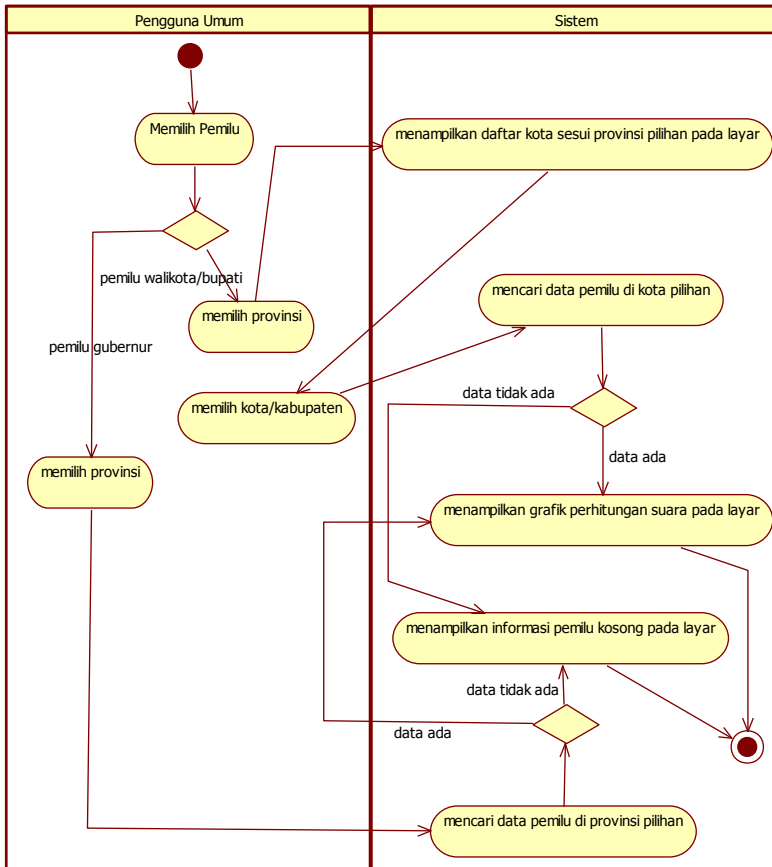 Pengguna Umum
Sistem
Memilih Pemilu
menampilkan daftar kota sesui provinsi pilihan pada layar
pemilu walikota/bupati
memilih provinsi
mencari data pemilu di kota pilihan
pemilu gubernur
memilih kota/kabupaten
data tidak ada
data ada
memilih provinsi
menampilkan grafik perhitungan suara pada layar
menampilkan informasi pemilu kosong pada layar
data tidak ada
data ada
mencari data pemilu di provinsi pilihan